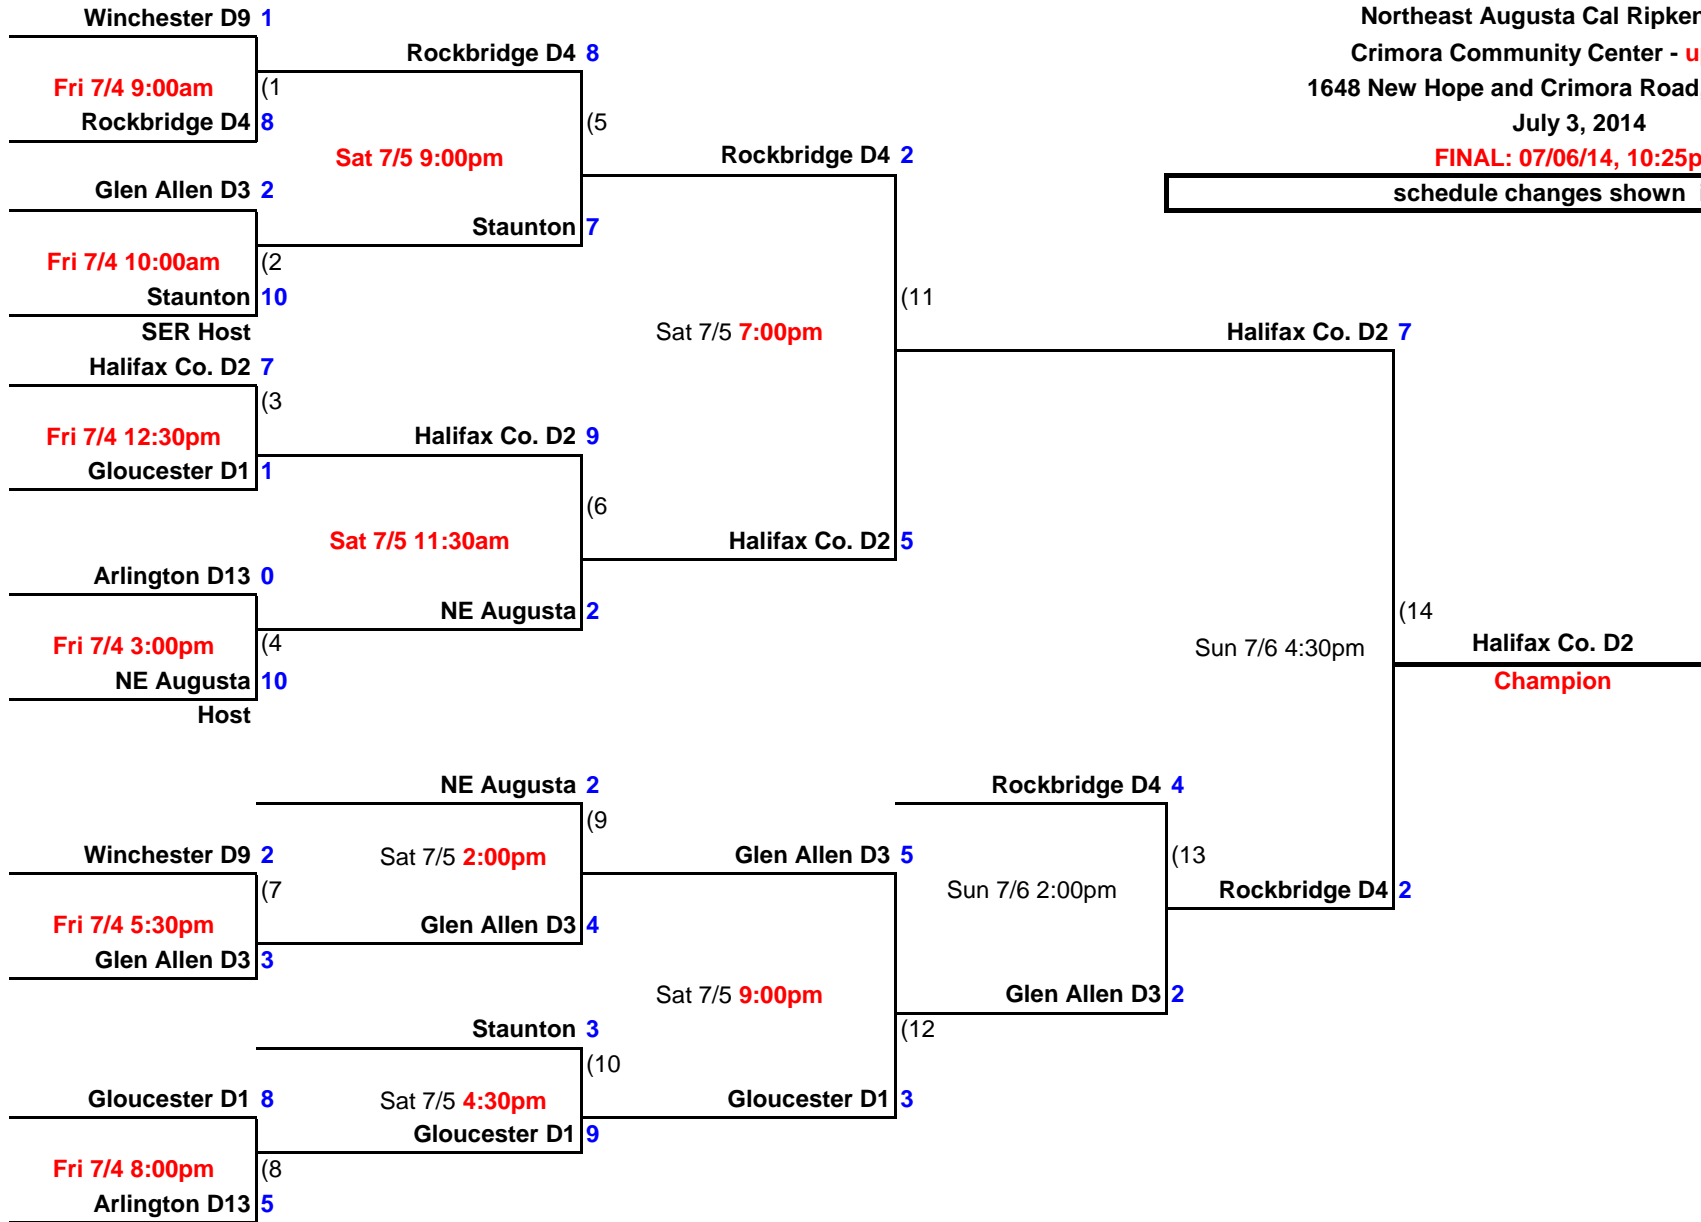 Winchester D9 1
Northeast Augusta Cal Ripken
Rockbridge D4 8
Crimora Community Center - u
Fri 7/4 9:00am (1
1648 New Hope and Crimora Road
Rockbridge D4 8
(5
July 3, 2014
Sat 7/5 9:00pm
Rockbridge D4 2
FINAL: 07/06/14, 10:25p
Glen Allen D3 2
schedule changes shown i
Staunton 7
Fri 7/4 10:00am (2
Staunton 10
(11
SER Host
Sat 7/5 7:00pm
Halifax Co. D2 7
Halifax Co. D2 7
(3
Fri 7/4 12:30pm
Halifax Co. D2 9
Gloucester D1 1
(6
Sat 7/5 11:30am
Halifax Co. D2 5
Arlington D13 0
NE Augusta 2
(14
Fri 7/4 3:00pm (4
Sun 7/6 4:30pm
Halifax Co. D2
NE Augusta 10
Champion
Host
NE Augusta 2
Rockbridge D4 4
(9
Winchester D9 2
Sat 7/5 2:00pm
Glen Allen D3 5
(13
(7
Sun 7/6 2:00pm
Rockbridge D4 2
Fri 7/4 5:30pm
Glen Allen D3 4
Glen Allen D3 3
Sat 7/5 9:00pm
Glen Allen D3 2
Staunton 3
(12
(10
Gloucester D1 8
Sat 7/5 4:30pm
Gloucester D1 3
Gloucester D1 9
Fri 7/4 8:00pm (8
Arlington D13 5